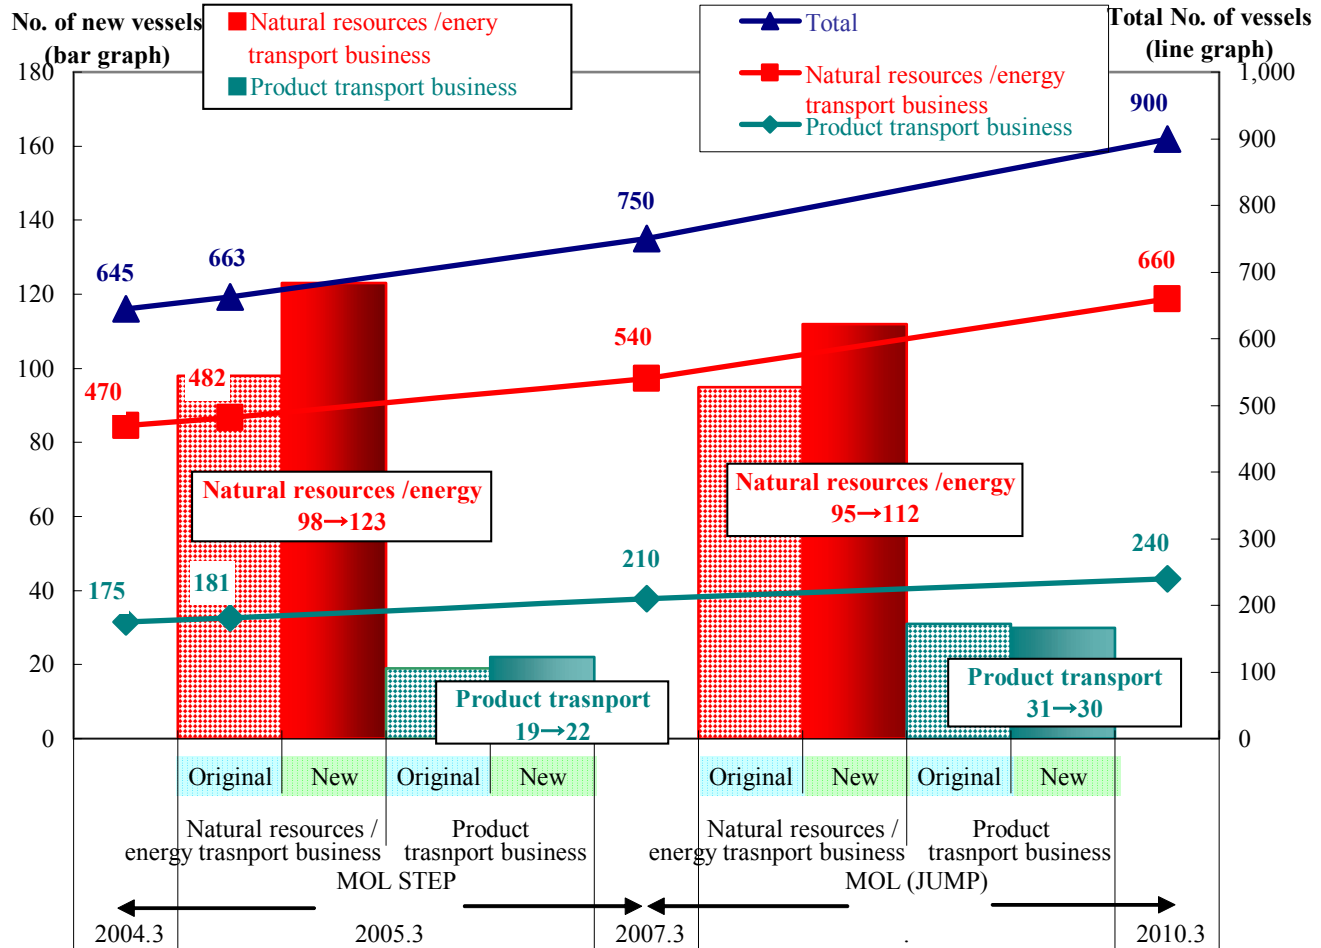 No. of new vessels
(bar graph)
Natural resources /enery
transport business
Product transport business
Total
Natural resources /energy
transport business
Product transport business
Total No. of vessels
(line graph)
180
160
140
120
100
80
60
40
20
0
1,000
900
800
700
600
500
400
300
200
100
0
645
663
750
900
470
482
540
660
175
181
210
240
Natural resources /energy
98→123
Product trasnport
19→22
Natural resources /energy
95→112
Product transport
31→30
Original New Original New Original New Original New
Natural resources /
energy trasnport business
Product
trasnport business
Natural resources /
energy trasnport business
Product
trasnport business
MOL STEP MOL (JUMP)
2004.3 2005.3 2007.3 . 2010.3